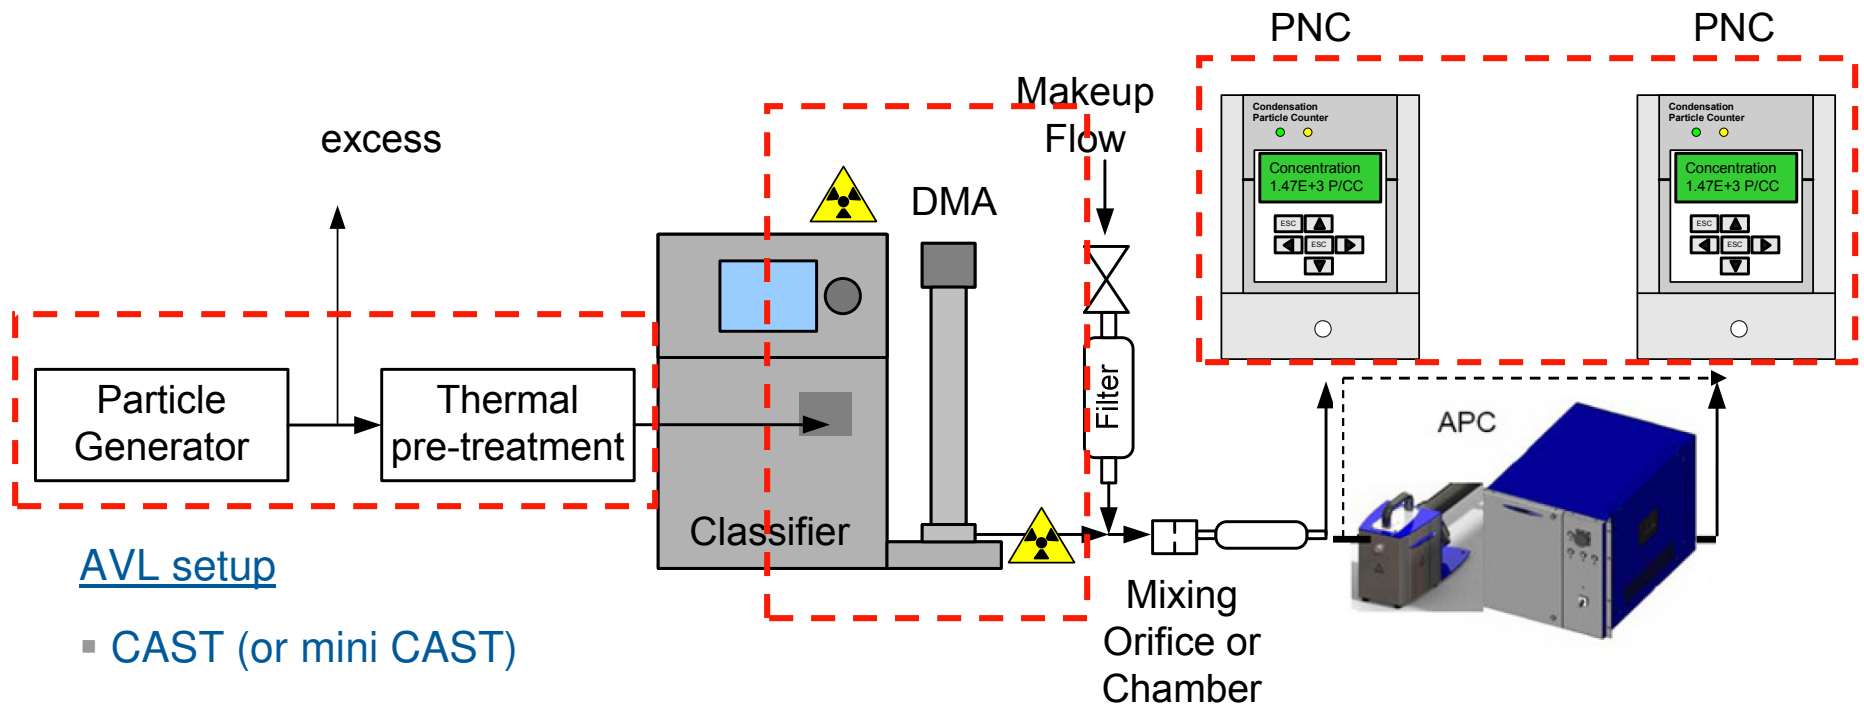 PNC
PNC
Makeup
Flow
Condensation
Particle Counter
Concentration
1.47E+3 P/CC
ESC
ESC
Condensation
Particle Counter
Concentration
1.47E+3 P/CC
ESC
ESC
excess
DMA
Particle
Generator
Thermal
pre-treatment
Filter
APC
Classifier
AVL setup
▪ CAST (or mini CAST)
Mixing
Orifice or
Chamber